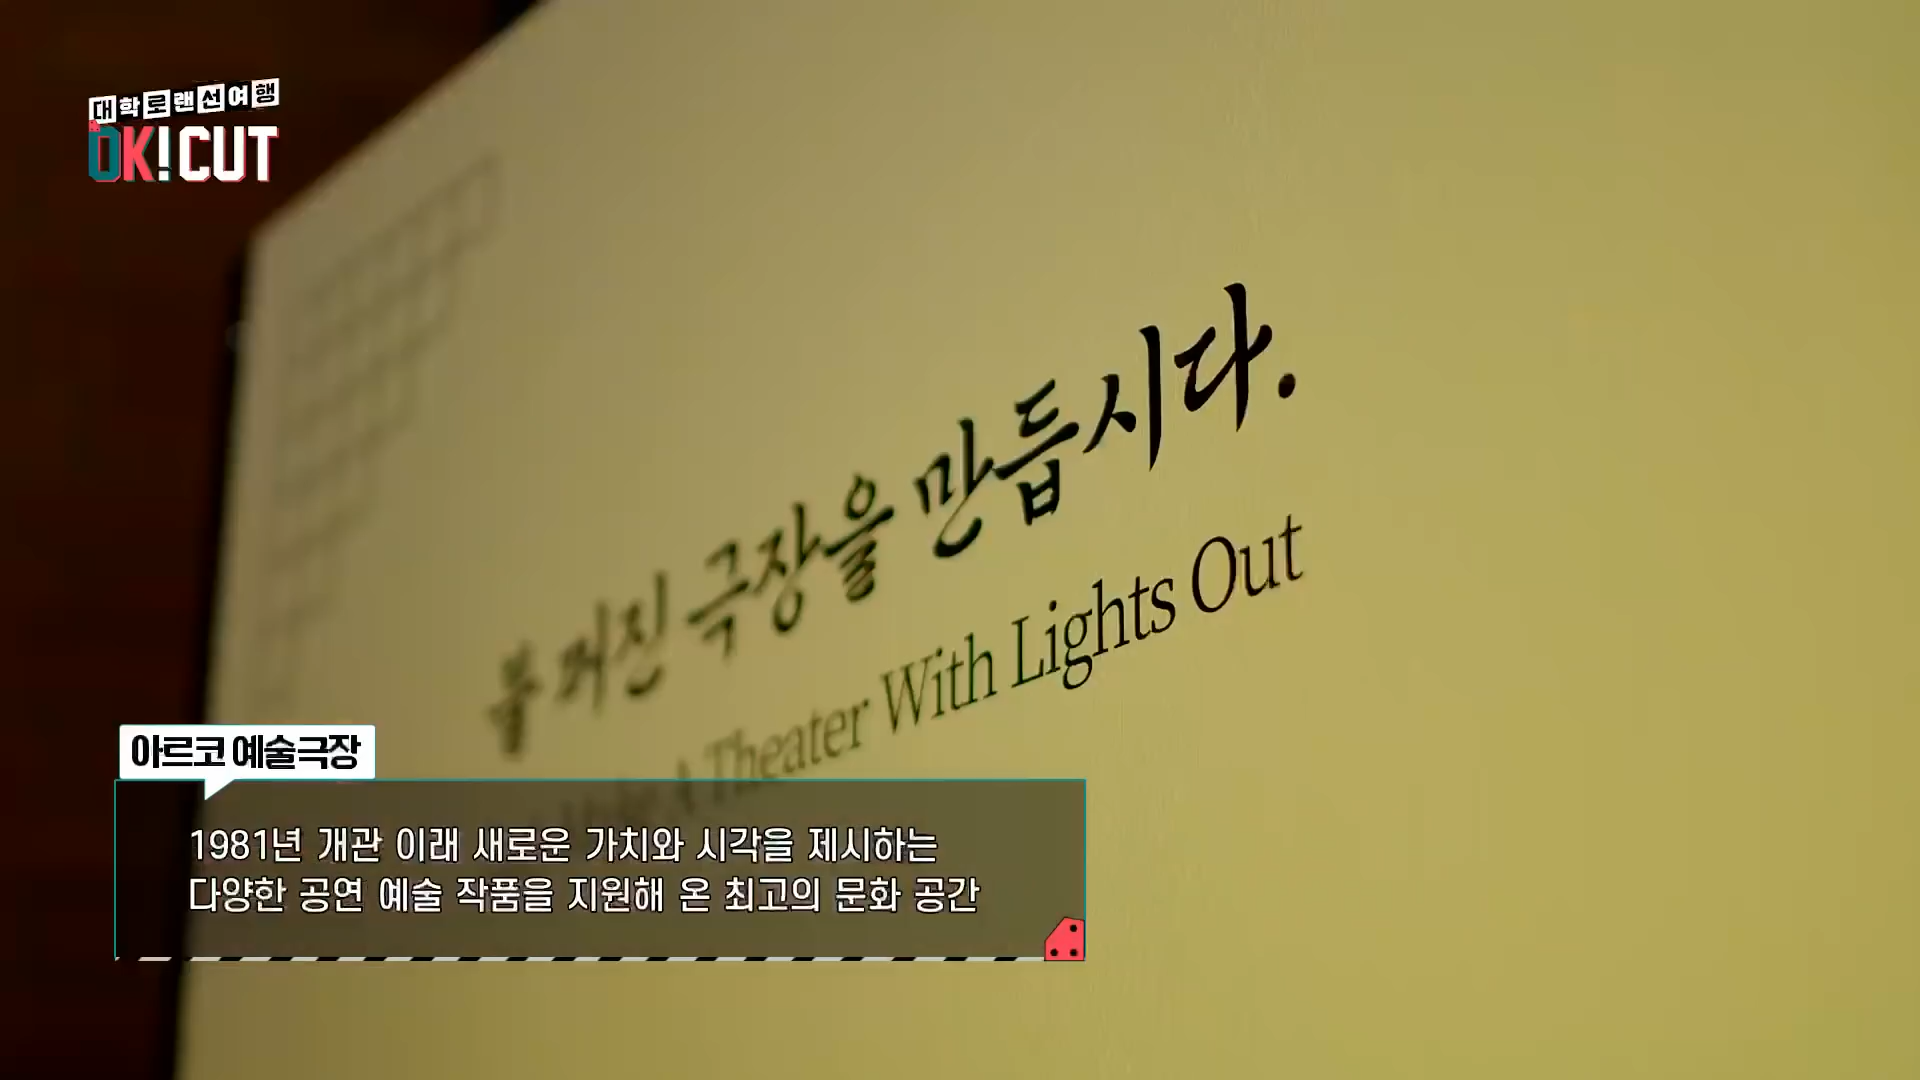 대학로랜선여행
OK!CUT
불 꺼진 극장을 만듭시다.
A Theater With Lights Out
아르코 예술극장
1981년 개관 이래 새로운 가치와 시각을 제시하는
다양한 공연 예술 작품을 지원해 온 최고의 문화 공간